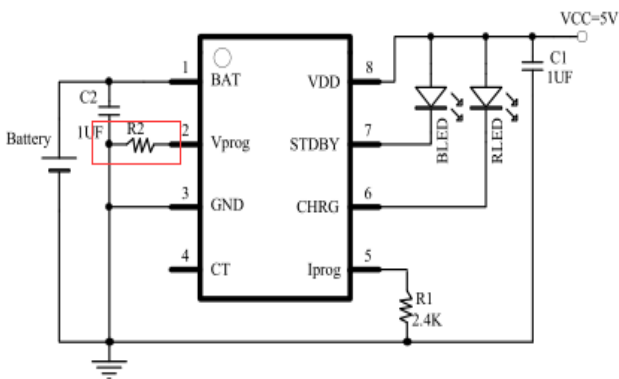 VCC=5V
1
BAT
VDD
8
C1
1UF
C2
1UF
R2
2
Vprog
STDBY
7
BLED
RLED
Battery
3
GND
CHRG
6
4
CT
Iprog
5
R1
2.4K